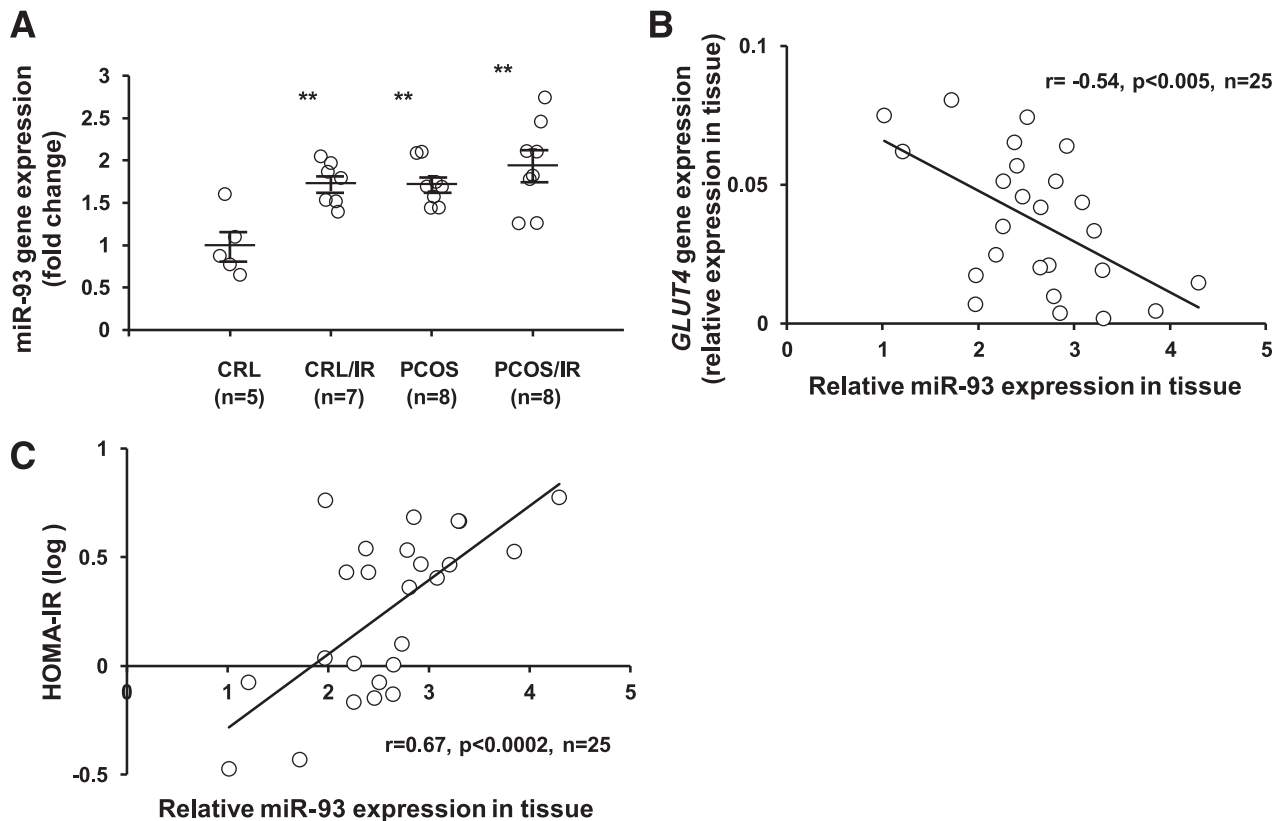 A
miR-93 gene expression
(fold change)
3
2.5
2
1.5
1
0.5
0
**
**
**
CRL
(n=5)
CRL/IR
(n=7)
PCOS
(n=8)
PCOS/IR
(n=8)
B
GLUT4 gene expression
(relative expression in tissue)
0.1
0.05
0
r= -0.54, p<0.005, n=25
0 1 2 3 4 5
Relative miR-93 expression in tissue
C
HOMA-IR (log )
1
0.5
0
-0.5
0 1 2 3 4 5
r=0.67, p<0.0002, n=25
Relative miR-93 expression in tissue